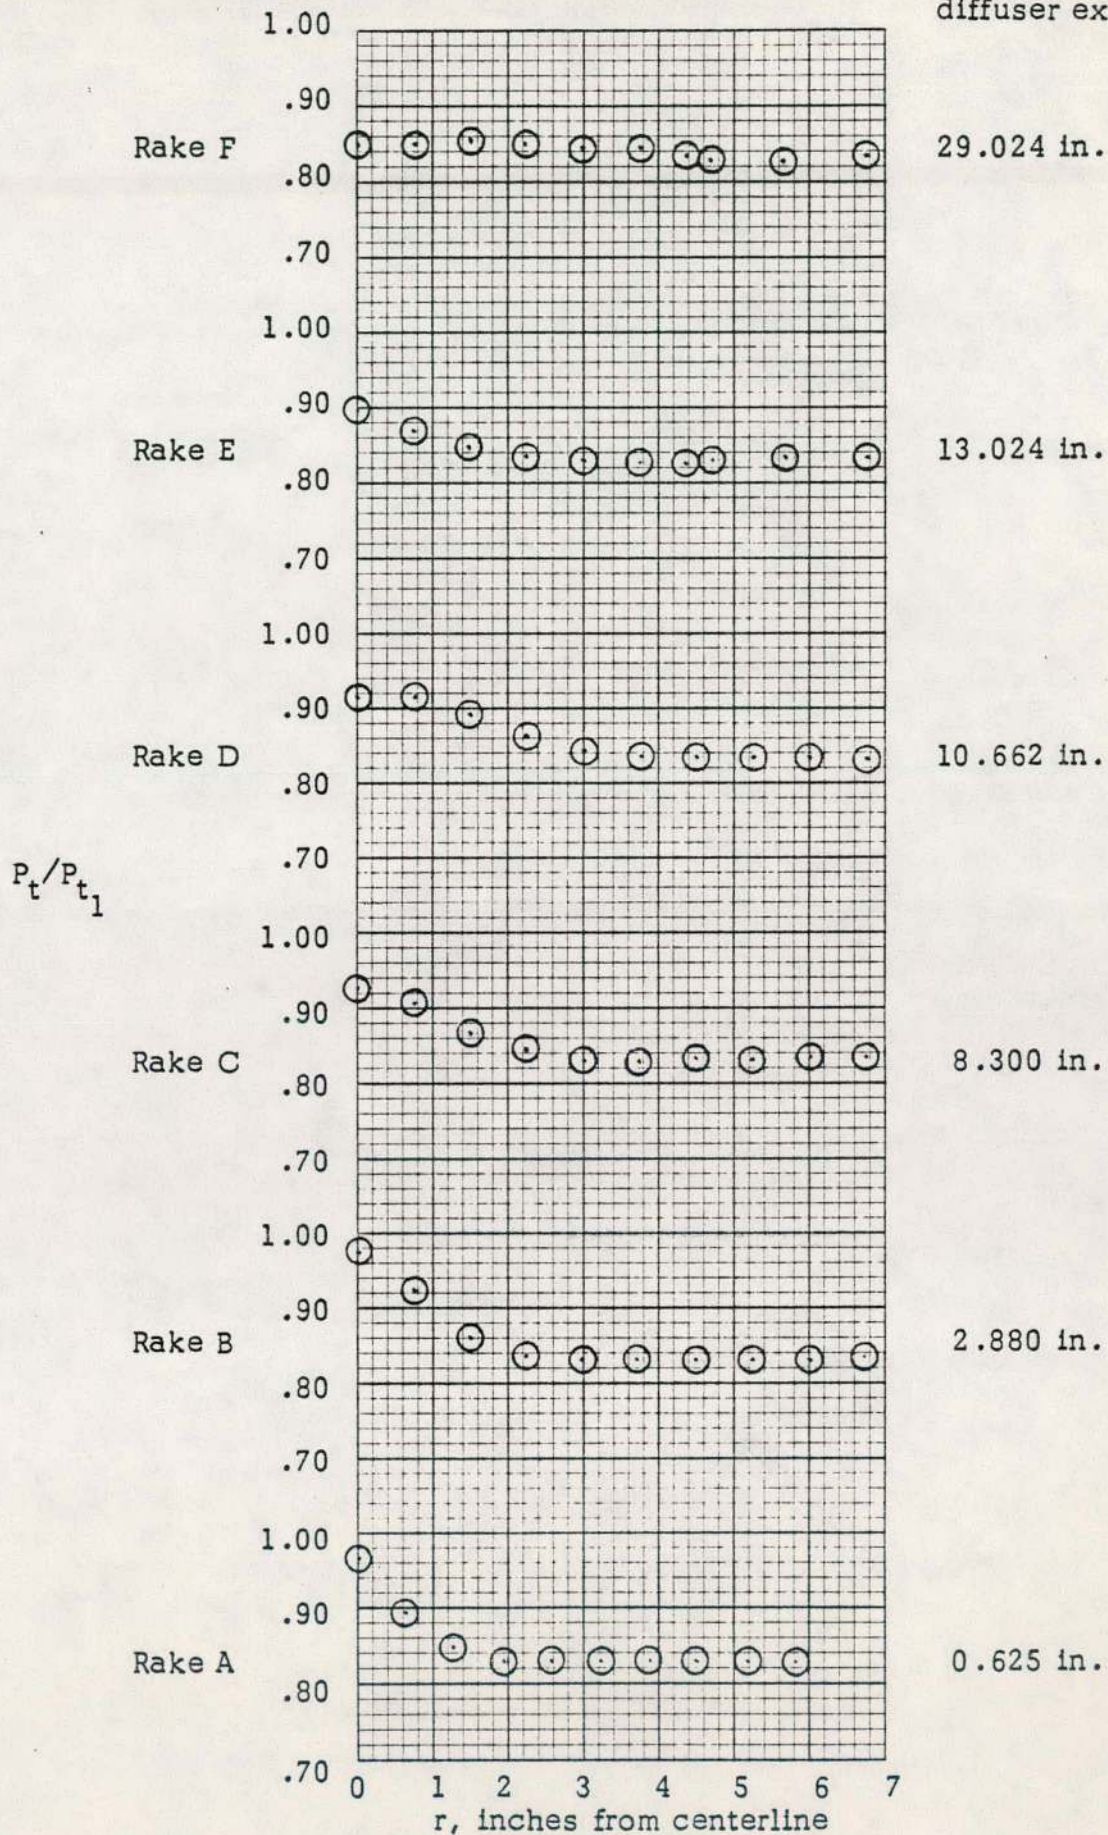 diffuser ex
1.00
.90
Rake F
29.024 in.
.80
.70
1.00
.90
Rake E
13.024 in.
.80
.70
1.00
.90
Rake D
10.662 in.
.80
.70
Pt/Pt1
1.00
.90
Rake C
8.300 in.
.80
.70
1.00
.90
Rake B
2.880 in.
.80
.70
1.00
.90
Rake A
0.625 in.
.80
.70
0 1 2 3 4 5 6 7
r, inches from centerline